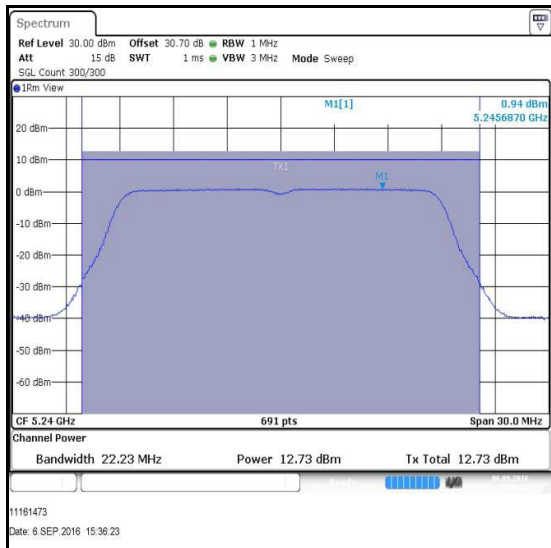 Spectrum
Ref Level 30.00 dBm Offset 30.70 dB RBW 1 MHz
Att 15 dB SWT 1 ms VBW 3 MHz Mode Sweep
SGL Count 300/300
1Rm View
M1[1] 0.94 dBm
5.2456870 GHz
20 dBm
10 dBm
TX1
M1
0 dBm
-10 dBm
-20 dBm
-30 dBm
-40 dBm
-50 dBm
-60 dBm
CF 5.24 GHz 691 pts Span 30.0 MHz
Channel Power
Bandwidth 22.23 MHz Power 12.73 dBm Tx Total 12.73 dBm
11161473
Date: 6.SEP.2016 15:36:23